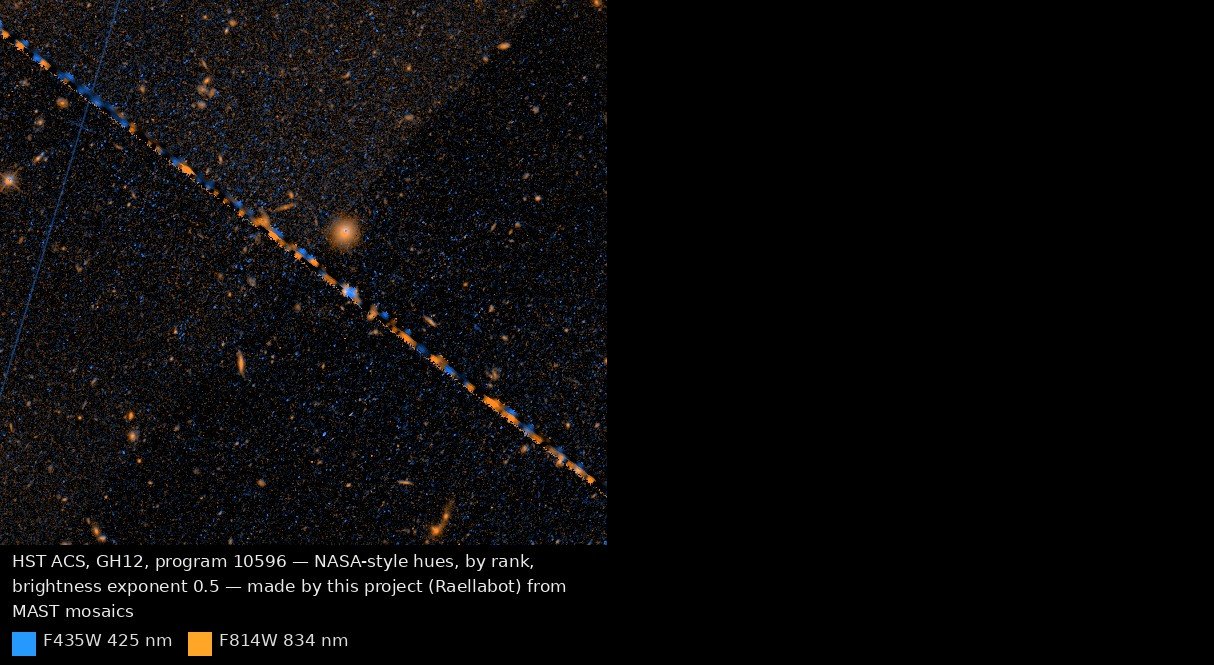 HST ACS, GH12, program 10596 — NASA-style hues, by rank,
brightness exponent 0.5 — made by this project (Raellabot) from
MAST mosaics
F435W 425 nm F814W 834 nm